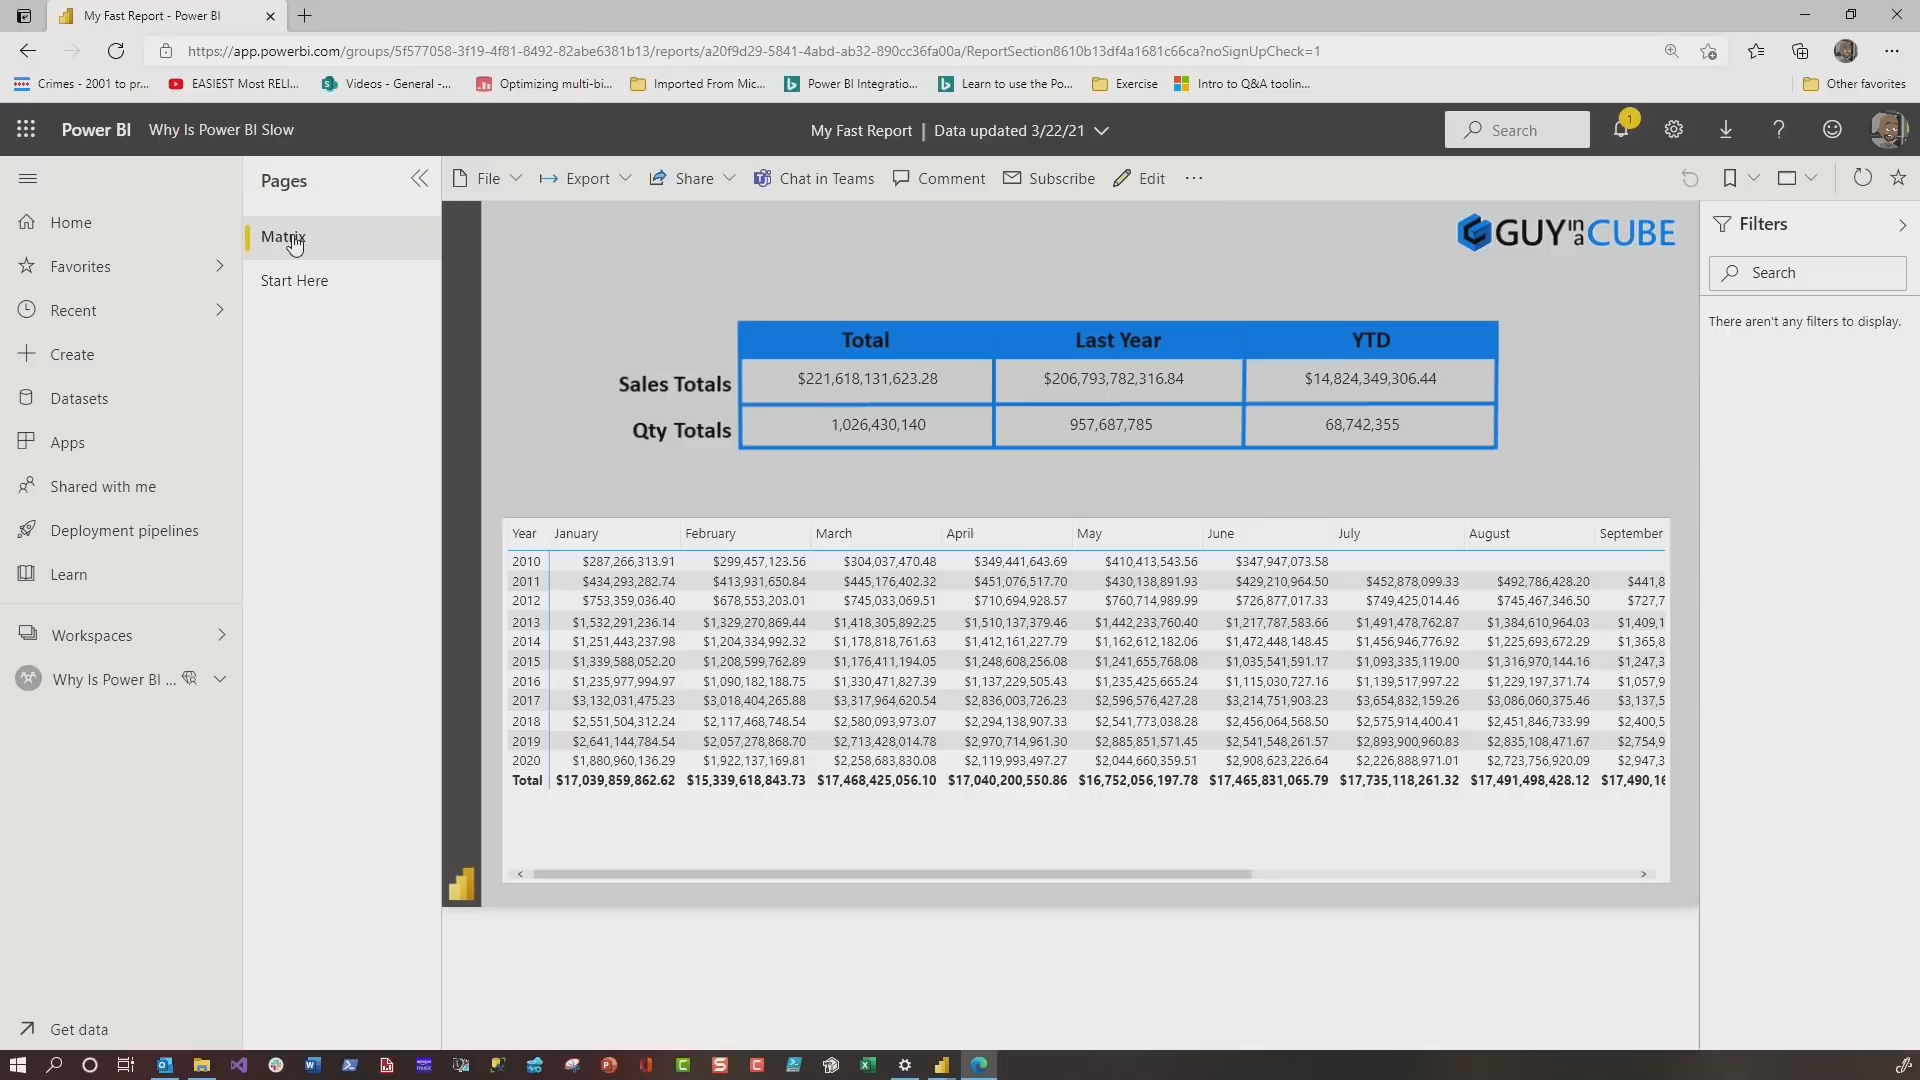 My Fast Report - Power BI
https://app.powerbi.com/groups/5f577058-3f19-4f81-8492-82abe6381b13/reports/a20f9d29-5841-4abd-ab32-890cc36fa00a/ReportSection8610b13df4a1681c66ca?noSignUpCheck=1
Crimes - 2001 to pr... EASIEST Most RELI... Videos - General -... Optimizing multi-bi... Imported From Mic... Power BI Integratio... Learn to use the Po... Exercise Intro to Q&A toolin... Other favorites
Power BI Why Is Power BI Slow My Fast Report | Data updated 3/22/21 Search 1
Pages File Export Share Chat in Teams Comment Subscribe Edit
Home
Favorites
Recent
Create
Datasets
Apps
Shared with me
Deployment pipelines
Learn
Workspaces
Why Is Power BI ...
Get data
Matrix
Start Here
GUY in a CUBE
Filters
Search
There aren't any filters to display.
Total Last Year YTD
Sales Totals $221,618,131,623.28 $206,793,782,316.84 $14,824,349,306.44
Qty Totals 1,026,430,140 957,687,785 68,742,355
Year January February March April May June July August September
2010 $287,266,313.91 $299,457,123.56 $304,037,470.48 $349,441,643.69 $410,413,543.56 $347,947,073.58
2011 $434,293,282.74 $413,931,650.84 $445,176,402.32 $451,076,517.70 $430,138,891.93 $429,210,964.50 $452,878,099.33 $492,786,428.20 $441,8
2012 $753,359,036.40 $678,553,203.01 $745,033,069.51 $710,694,928.57 $760,714,989.99 $726,877,017.33 $749,425,014.46 $745,467,346.50 $727,7
2013 $1,532,291,236.14 $1,329,270,869.44 $1,418,305,892.25 $1,510,137,379.46 $1,442,233,760.40 $1,217,787,583.66 $1,491,478,762.87 $1,384,610,964.03 $1,409,1
2014 $1,251,443,237.98 $1,204,334,992.32 $1,178,818,761.63 $1,412,161,227.79 $1,162,612,182.06 $1,472,448,148.45 $1,456,946,776.92 $1,225,693,672.29 $1,365,8
2015 $1,339,588,052.20 $1,208,599,762.89 $1,176,411,194.05 $1,248,608,256.08 $1,241,655,768.08 $1,035,541,591.17 $1,093,335,119.00 $1,316,970,144.16 $1,247,3
2016 $1,235,977,994.97 $1,090,182,188.75 $1,330,471,827.39 $1,137,229,505.43 $1,235,425,665.24 $1,115,030,727.16 $1,139,517,997.22 $1,229,197,371.74 $1,057,9
2017 $3,132,031,475.23 $3,018,404,265.88 $3,317,964,620.54 $2,836,003,726.23 $2,596,576,427.28 $3,214,751,903.23 $3,654,832,159.26 $3,086,060,375.46 $3,137,5
2018 $2,551,504,312.24 $2,117,468,748.54 $2,580,093,973.07 $2,294,138,907.33 $2,541,773,038.28 $2,456,064,568.50 $2,575,914,400.41 $2,451,846,733.99 $2,400,5
2019 $2,641,144,784.54 $2,057,278,868.70 $2,713,428,014.78 $2,970,714,961.30 $2,885,851,571.45 $2,541,548,261.57 $2,893,900,960.83 $2,835,108,471.67 $2,754,9
2020 $1,880,960,136.29 $1,922,137,169.81 $2,258,683,830.08 $2,119,993,497.27 $2,044,660,359.51 $2,908,623,226.64 $2,226,888,971.01 $2,723,756,920.09 $2,947,3
Total $17,039,859,862.62 $15,339,618,843.73 $17,468,425,056.10 $17,040,200,550.86 $16,752,056,197.78 $17,465,831,065.79 $17,735,118,261.32 $17,491,498,428.12 $17,490,16